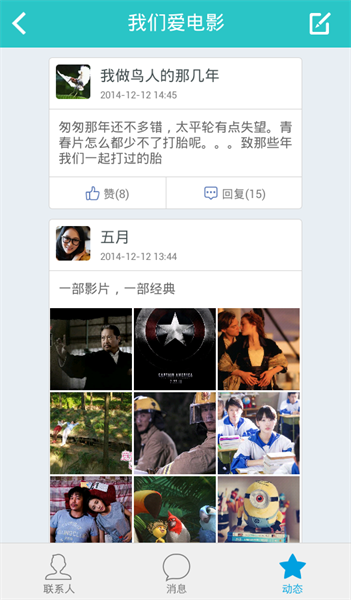 我们爱电影
我做鸟人的那几年
2014-12-12 14:45
匆匆那年还不多错，太平轮有点失望。青
春片怎么都少不了打胎呢。。。致那些年
我们一起打过的胎
赞(8)
回复(15)
五月
2014-12-12 13:44
一部影片，一部经典
CAPTAIN AMERICA
联系人
消息
动态